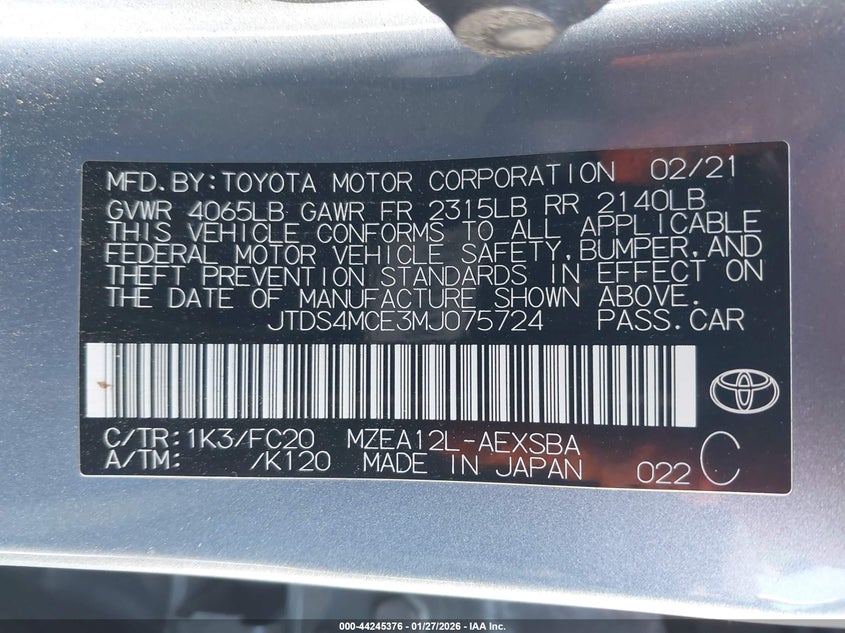 MFD.BY:TOYOTA MOTOR CORPORATION 02/21
GVWR 4065LB GAWR FR 2315LB RR 2140LB
THIS VEHICLE CONFORMS TO ALL APPLICABLE
FEDERAL MOTOR VEHICLE SAFETY,BUMPER,AND
THEFT PREVENTION STANDARDS IN EFFECT ON
THE DATE OF MANUFACTURE SHOWN ABOVE.
JTDS4MCE3MJ075724 PASS.CAR
C/TR:1K3/FC20 MZEA12L-AEXSBA
A/TM: /K120 MADE IN JAPAN 022 C
000-44245376 - 01/27/2026 - IAA Inc.